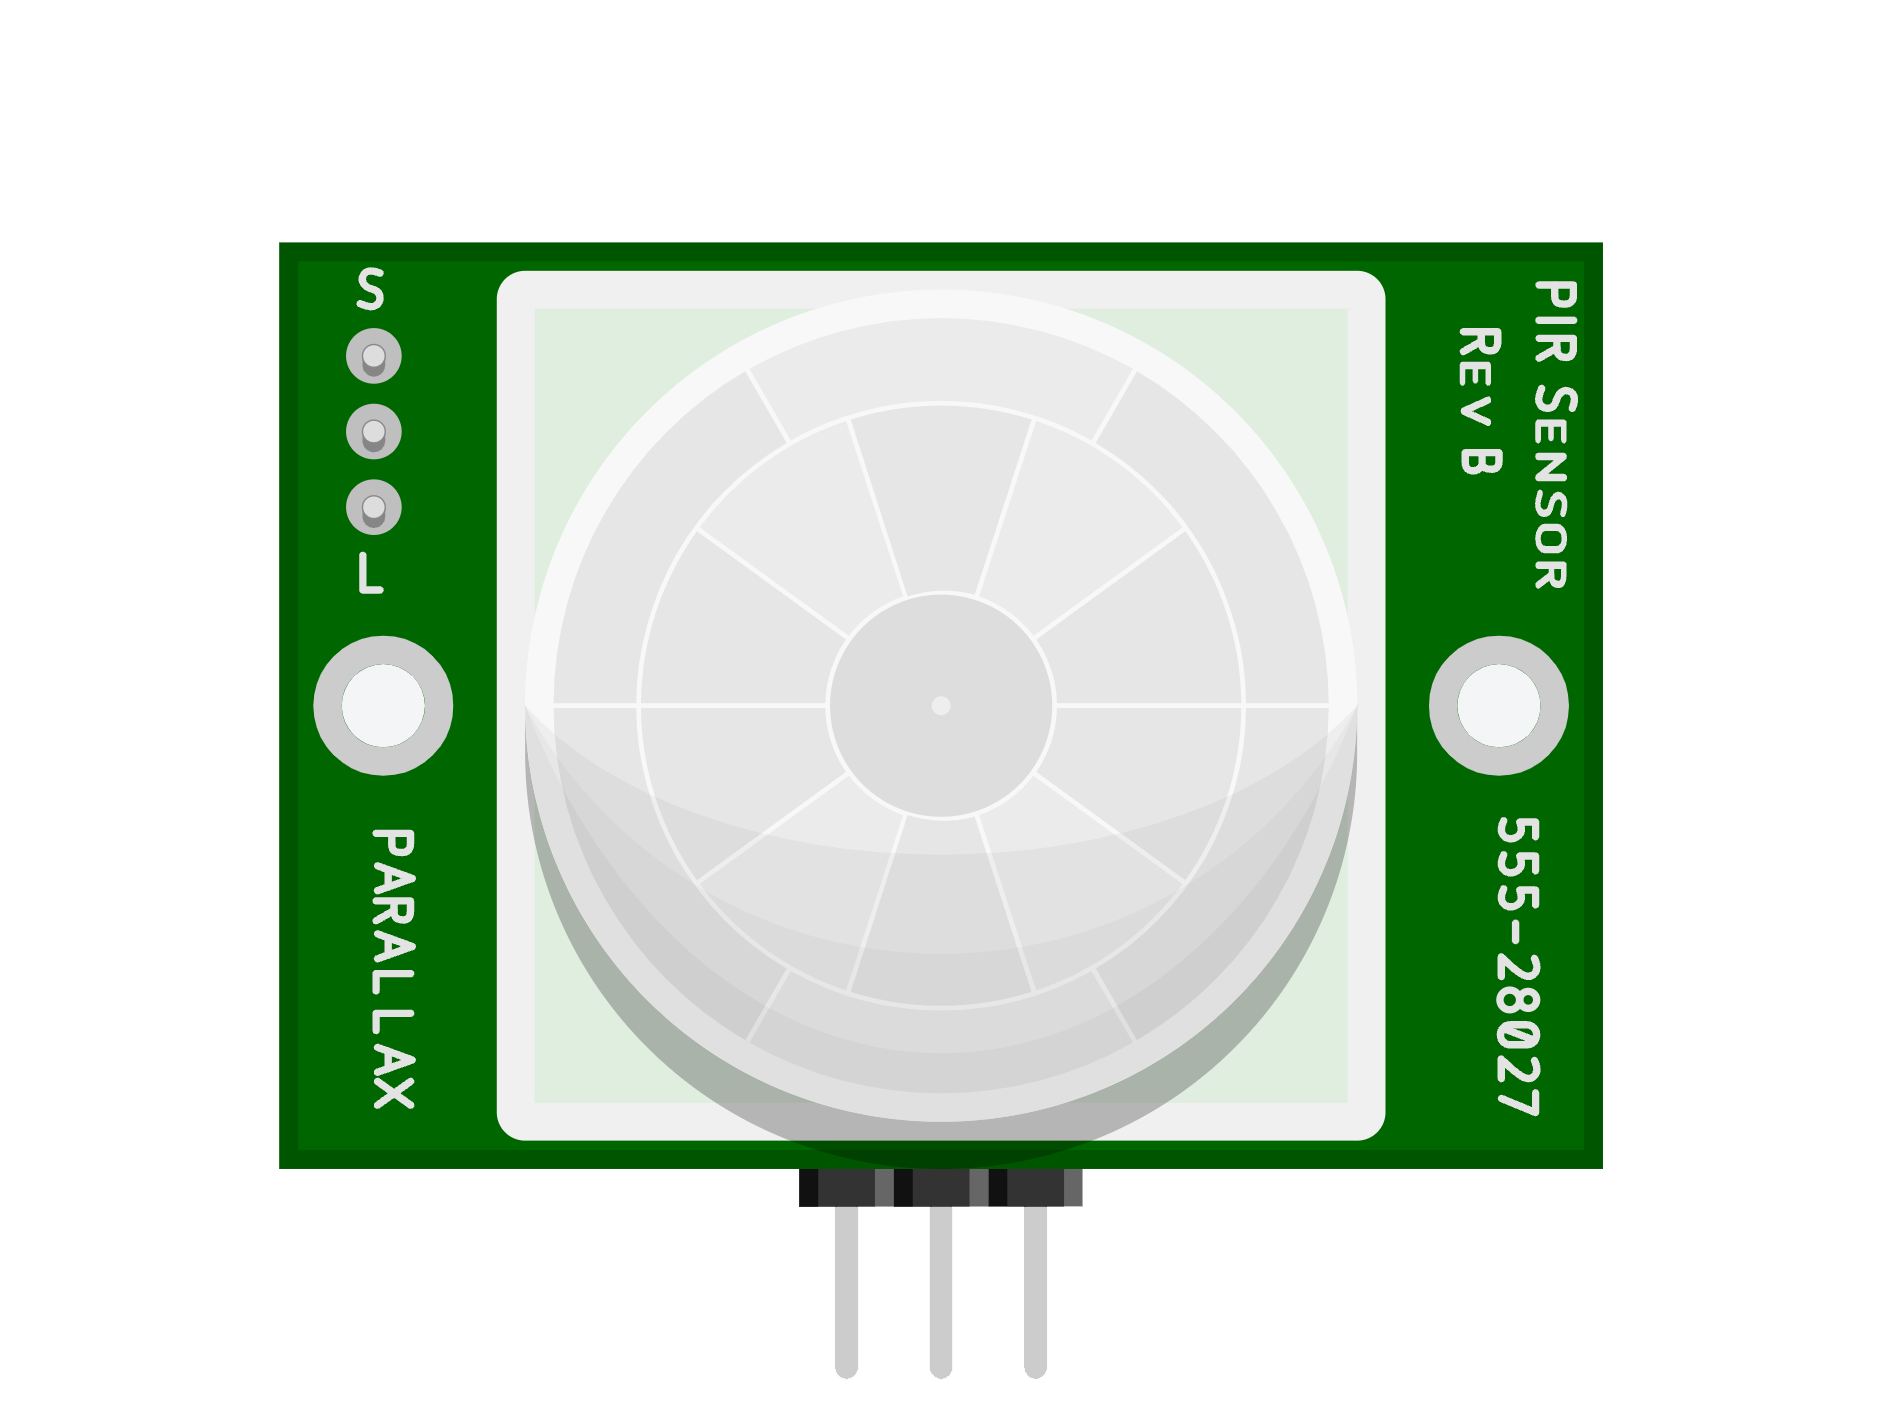 S
L
PARALLAX
PIR SENSOR
REV B
555-28027